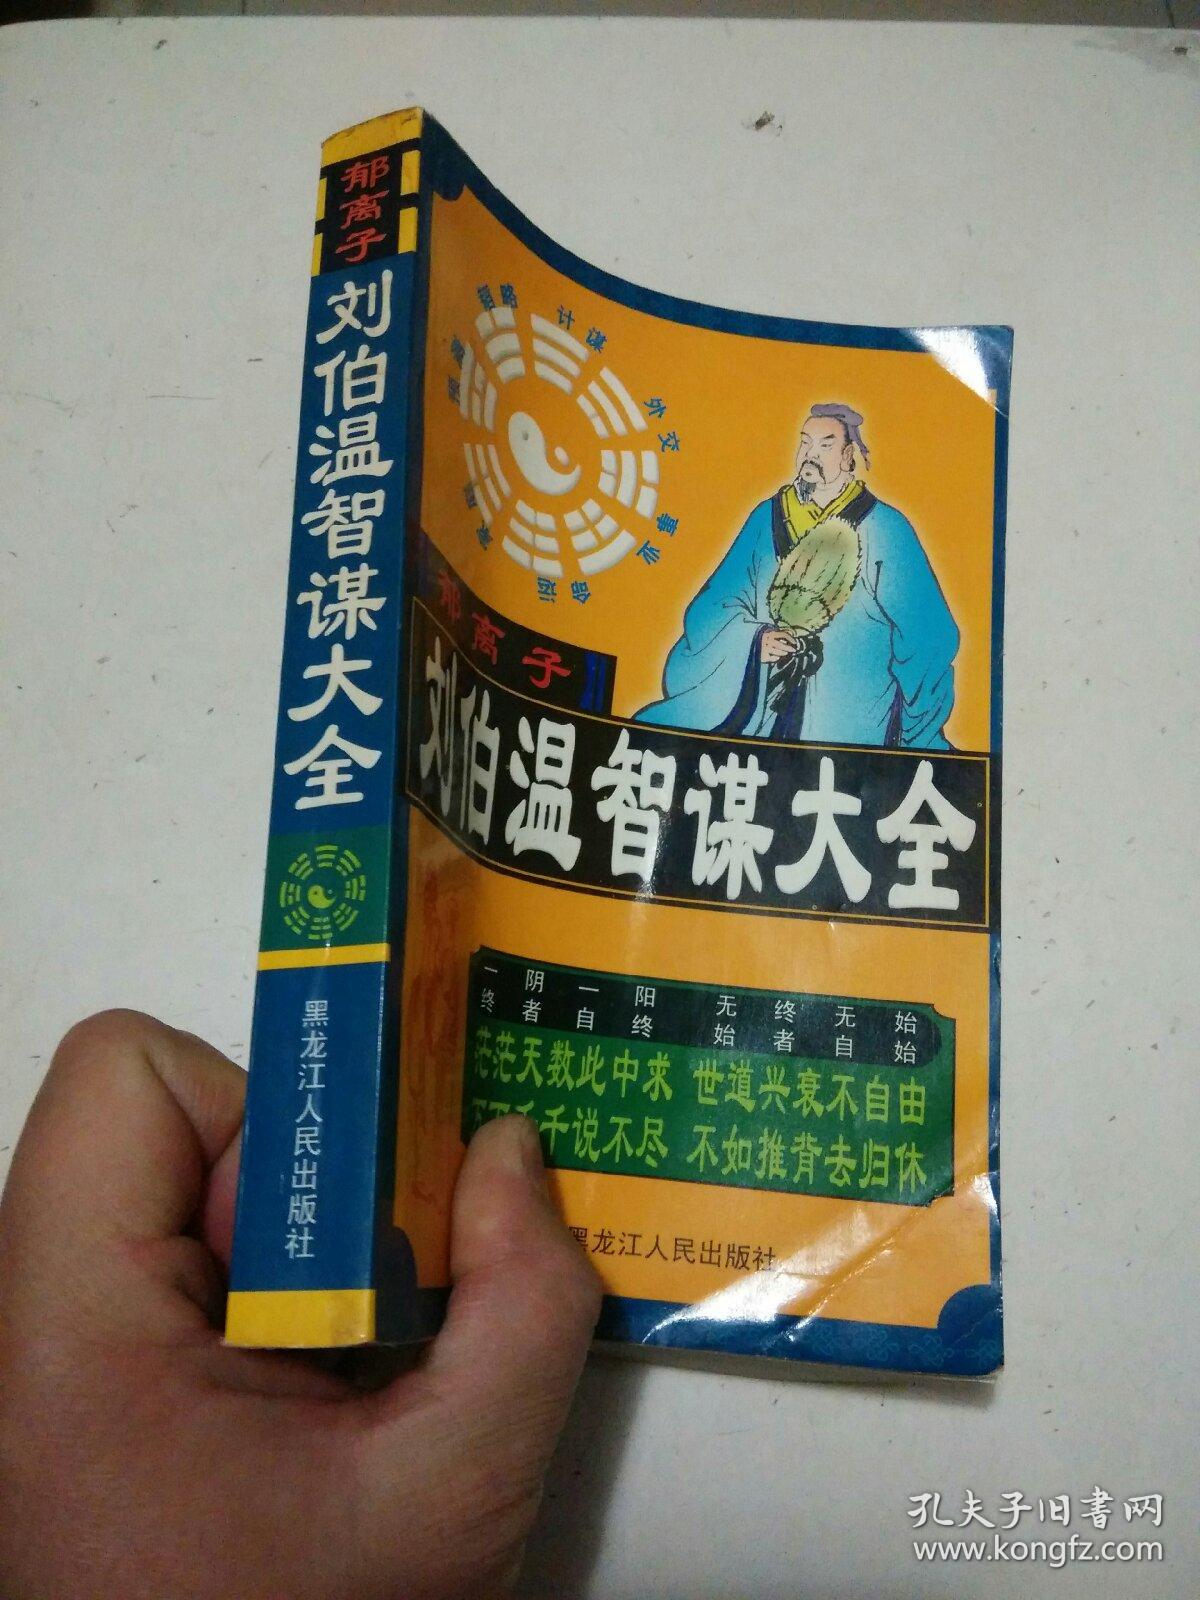 郁离子
刘伯温智谋大全
黑龙江人民出版社
计谋
外交
事业
郁离子
刘伯温智谋大全
一阴一阳 无终无始
终者自终 始者自始
茫茫天数此中求 世道兴衰不自由
千说不尽 不如推背去归休
黑龙江人民出版社
孔夫子旧书网
www.kongfz.com